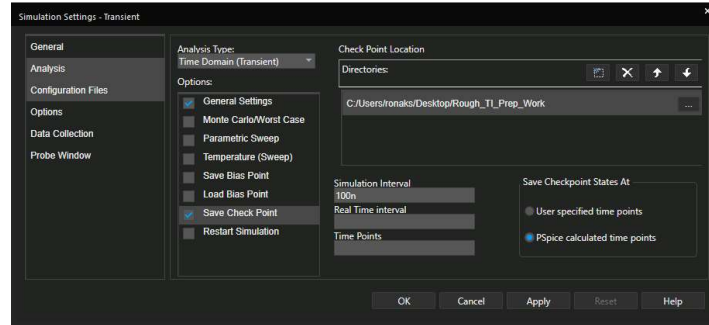 Simulation Settings - Transient
General
Analysis
Configuration Files
Options
Data Collection
Probe Window
Analysis Type:
Time Domain (Transient)
Options:
General Settings
Monte Carlo/Worst Case
Parametric Sweep
Temperature (Sweep)
Save Bias Point
Load Bias Point
Save Check Point
Restart Simulation
Check Point Location
Directories:
C:/Users/ronaks/Desktop/Rough_TI_Prep_Work
...
Simulation Interval
100n
Real Time interval
Time Points
Save Checkpoint States At
User specified time points
PSpice calculated time points
OK
Cancel
Apply
Reset
Help